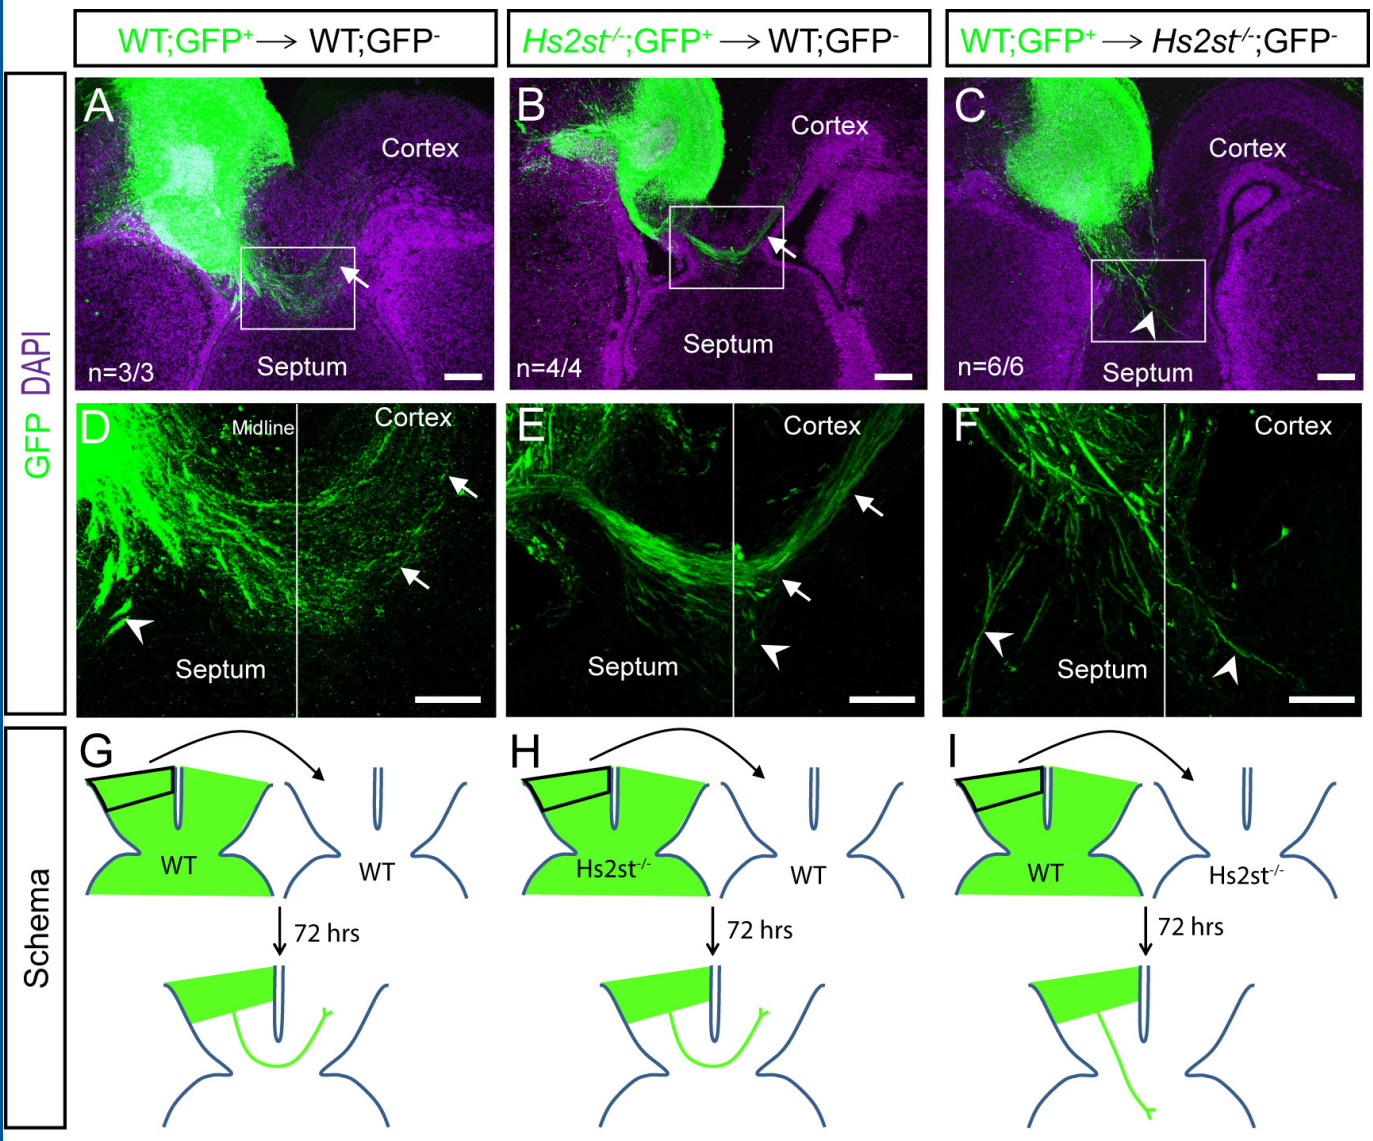 WT;GFP⁺ → WT;GFP⁻
Hs2st⁻/⁻;GFP⁺ → WT;GFP⁻
WT;GFP⁺ → Hs2st⁻/⁻;GFP⁻
GFP DAPI
A
Cortex
Septum
n=3/3
B
Cortex
Septum
n=4/4
C
Cortex
Septum
n=6/6
D
Midline
Cortex
Septum
E
Cortex
Septum
F
Cortex
Septum
Schema
G
WT
WT
72 hrs
H
Hs2st⁻/⁻
WT
72 hrs
I
WT
Hs2st⁻/⁻
72 hrs